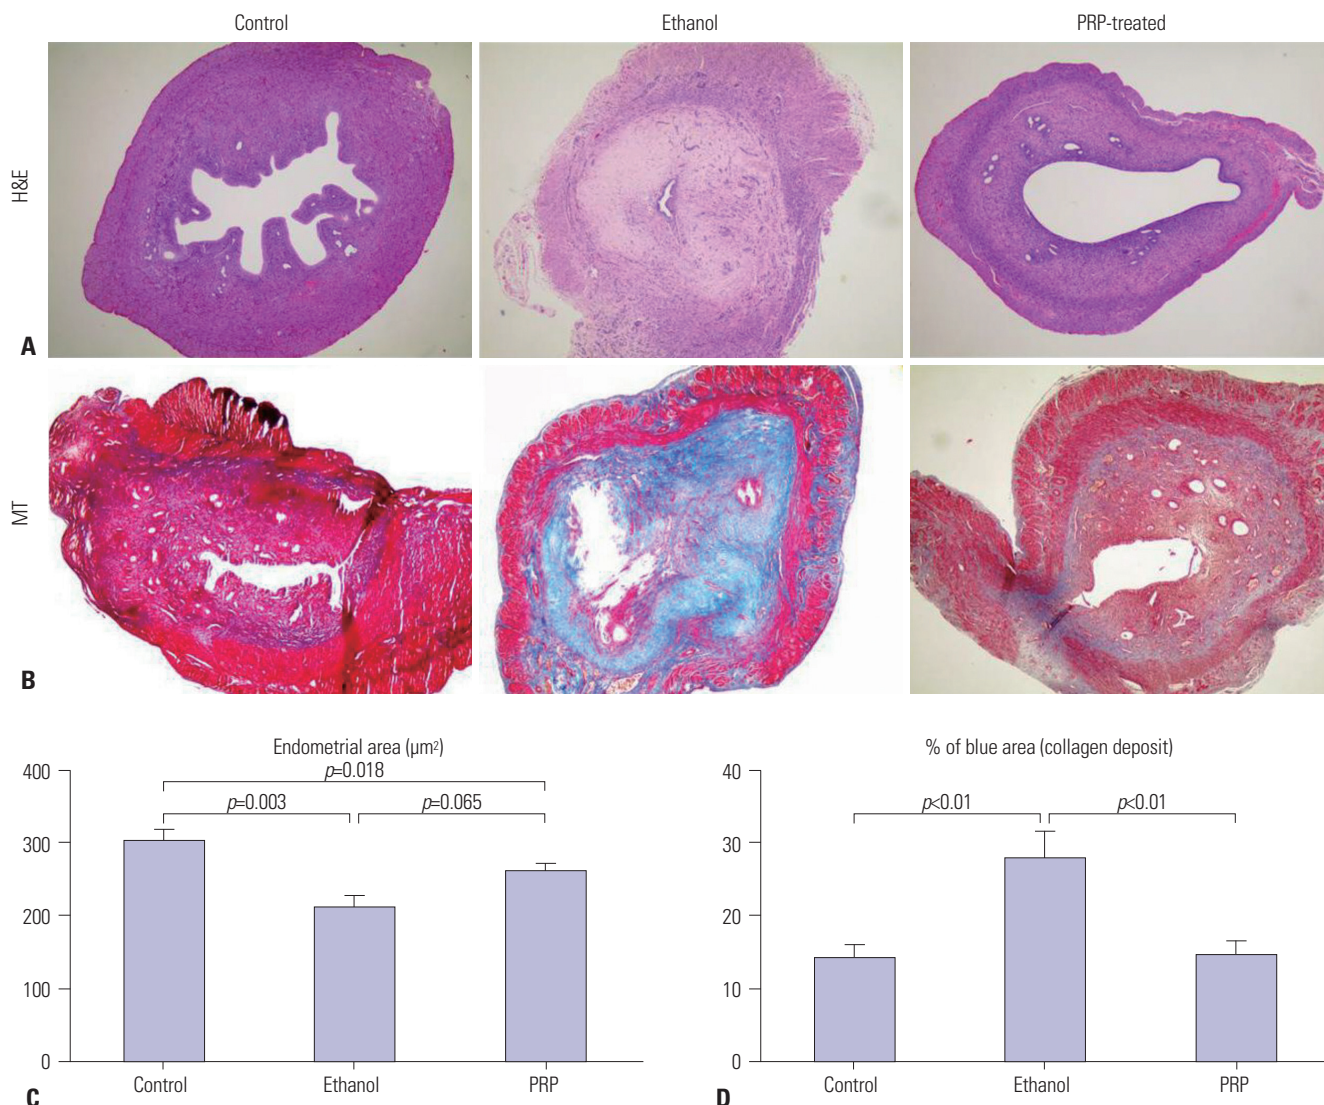 Control Ethanol PRP-treated
H&E
A
MT
B
Endometrial area (µm²)
p=0.018
p=0.003 p=0.065
400
300
200
100
0
Control Ethanol PRP
C
% of blue area (collagen deposit)
p<0.01 p<0.01
40
30
20
10
0
Control Ethanol PRP
D